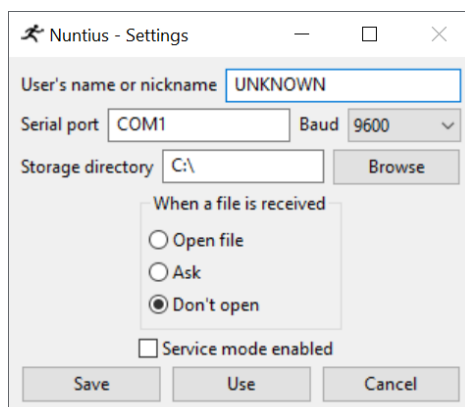 Nuntius - Settings
User's name or nickname UNKNOWN
Serial port COM1 Baud 9600
Storage directory C:\ Browse
When a file is received
Open file
Ask
Don't open
Service mode enabled
Save Use Cancel